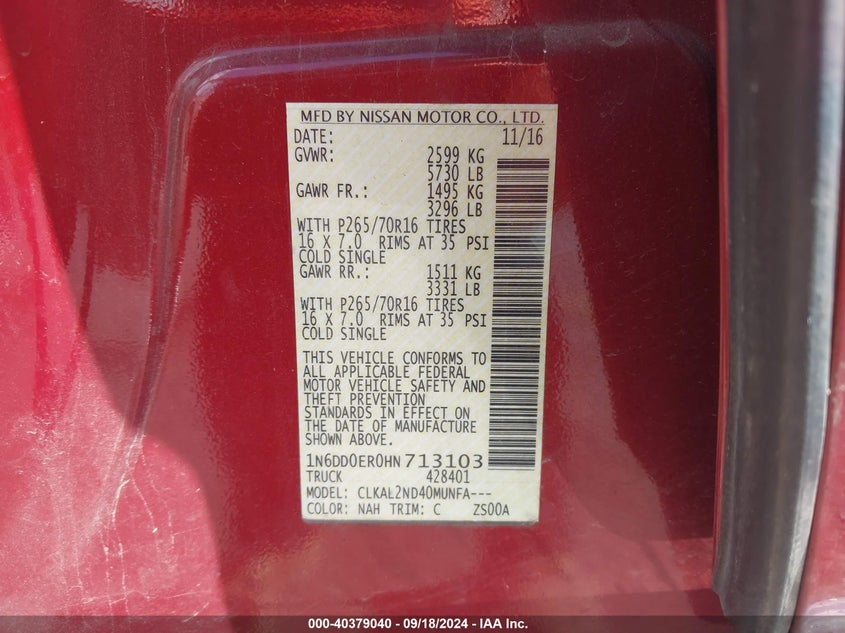 MFD BY NISSAN MOTOR CO., LTD.
DATE: 11/16
GVWR: 2599 KG
5730 LB
GAWR FR.: 1495 KG
3296 LB
WITH P265/70R16 TIRES
16 X 7.0 RIMS AT 35 PSI
COLD SINGLE
GAWR RR.: 1511 KG
3331 LB
WITH P265/70R16 TIRES
16 X 7.0 RIMS AT 35 PSI
COLD SINGLE
THIS VEHICLE CONFORMS TO
ALL APPLICABLE FEDERAL
MOTOR VEHICLE SAFETY AND
THEFT PREVENTION
STANDARDS IN EFFECT ON
THE DATE OF MANUFACTURE
SHOWN ABOVE.
1N6DD0ER0HN713103
TRUCK 428401
MODEL: CLKAL2ND40MUNFA---
COLOR: NAH TRIM: C ZS00A
000-40379040 - 09/18/2024 - IAA Inc.